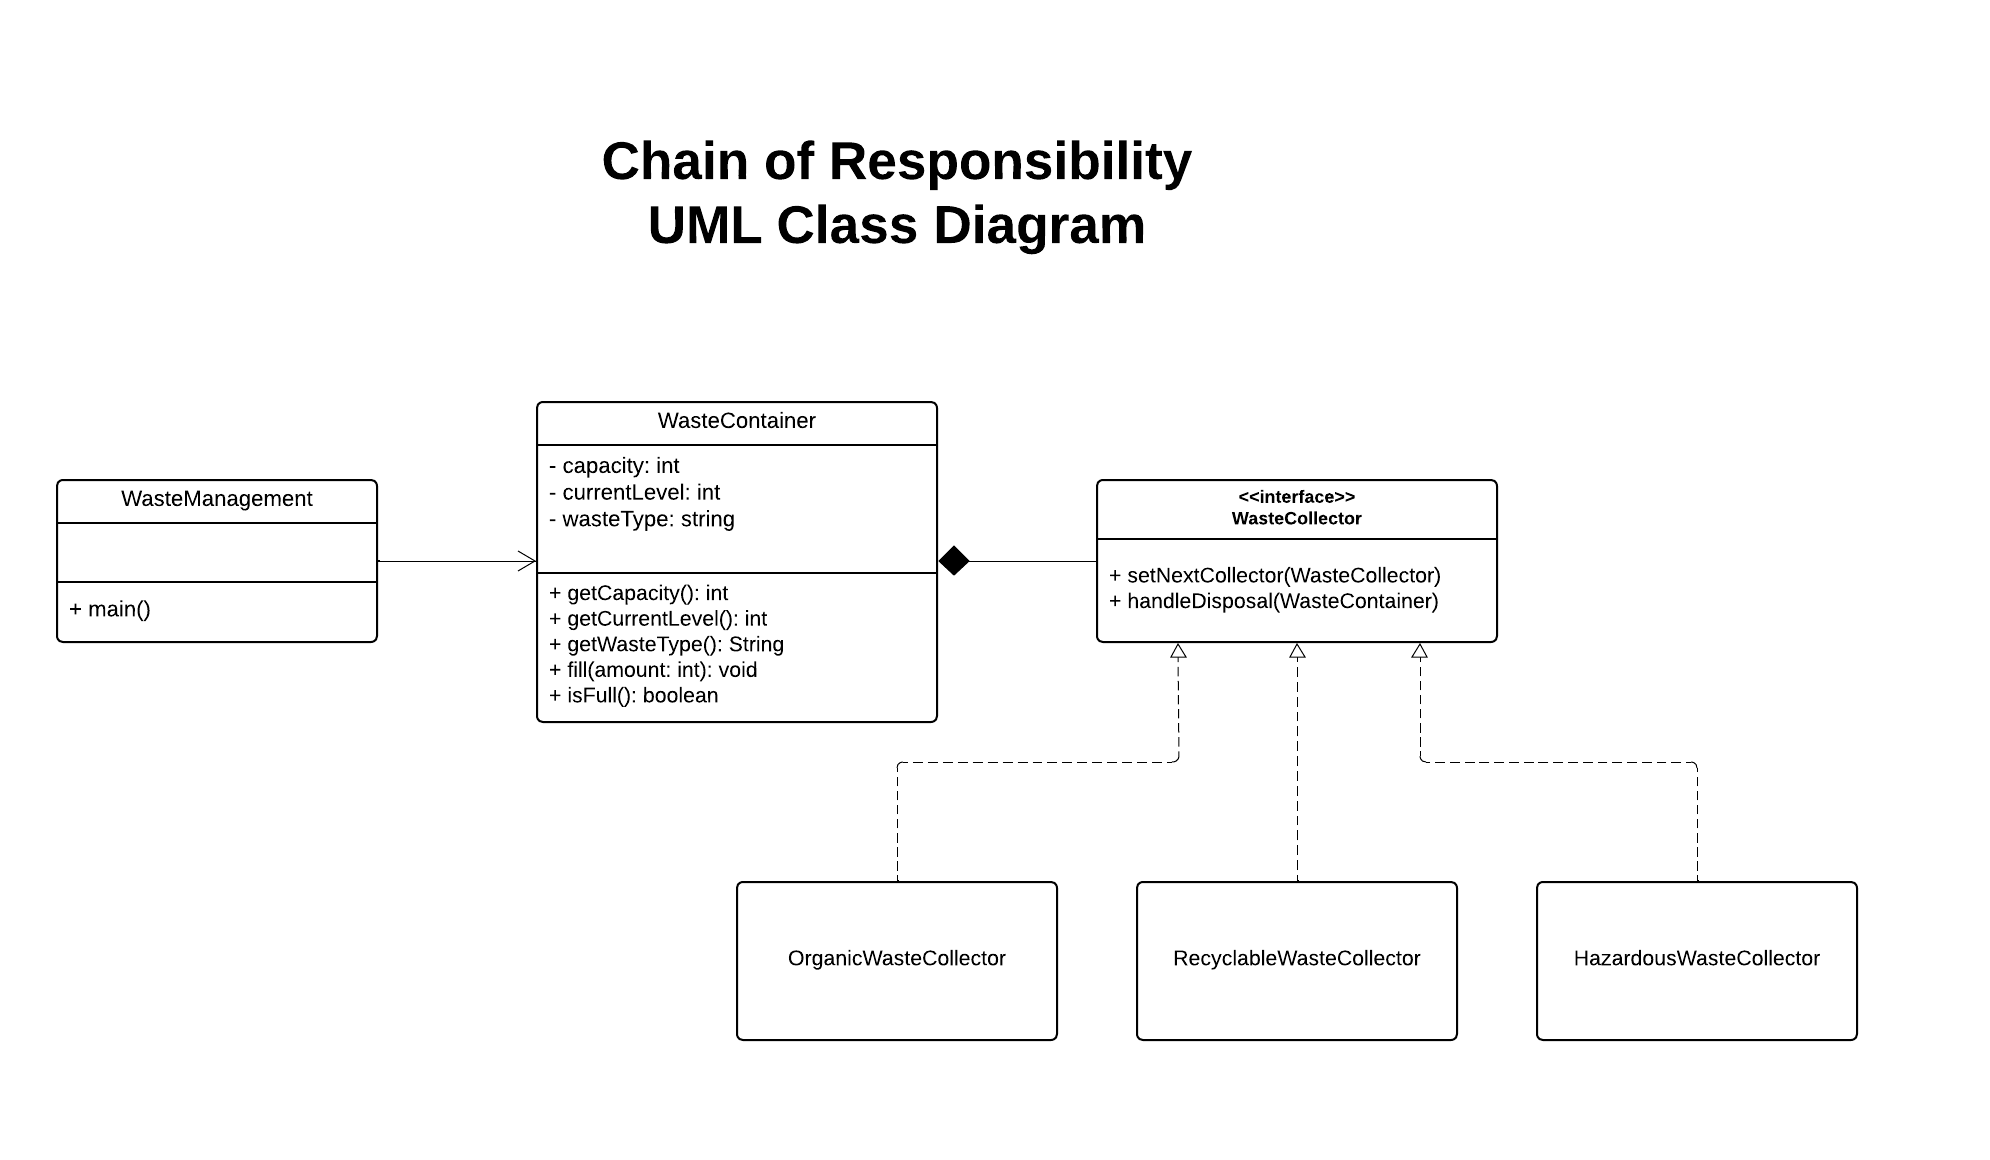 Chain of Responsibility
UML Class Diagram
WasteManagement
+ main()
WasteContainer
- capacity: int
- currentLevel: int
- wasteType: string
+ getCapacity(): int
+ getCurrentLevel(): int
+ getWasteType(): String
+ fill(amount: int): void
+ isFull(): boolean
<<interface>>
WasteCollector
+ setNextCollector(WasteCollector)
+ handleDisposal(WasteContainer)
OrganicWasteCollector
RecyclableWasteCollector
HazardousWasteCollector